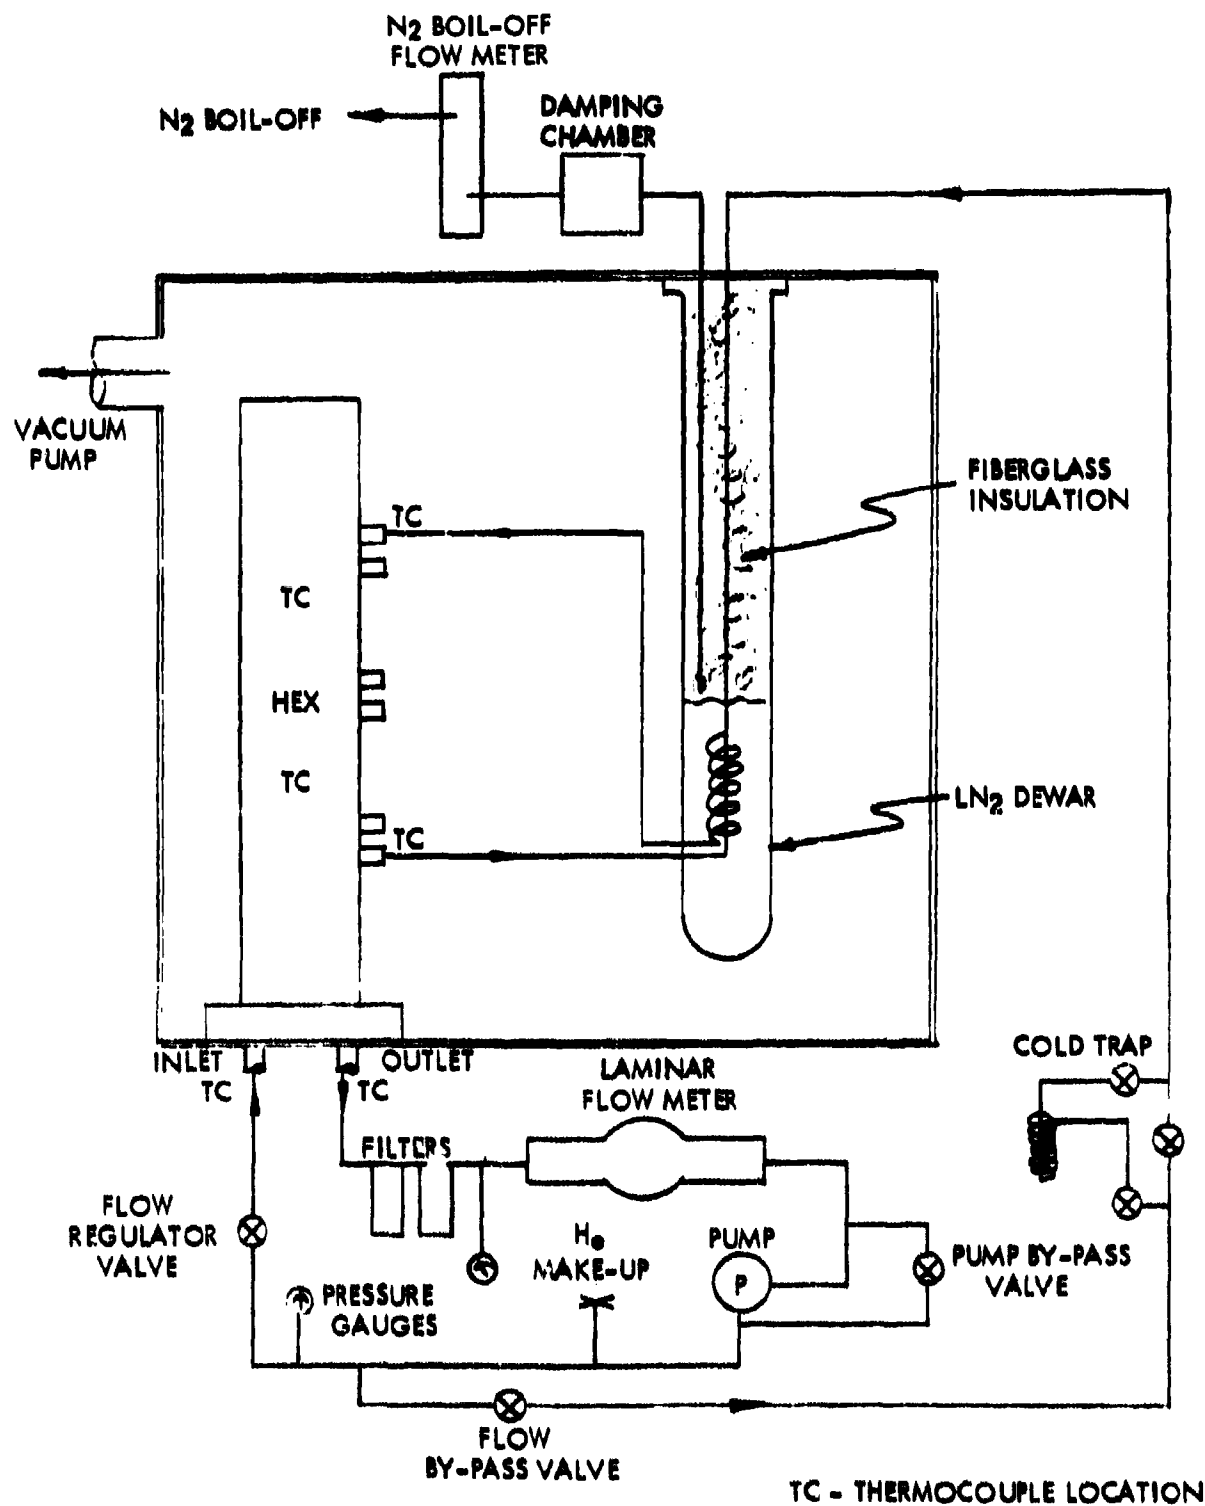 N2 BOIL-OFF
FLOW METER
N2 BOIL-OFF
DAMPING
CHAMBER
VACUUM
PUMP
TC
FIBERGLASS
INSULATION
TC
HEX
TC
LN2 DEWAR
TC
INLET
OUTLET
TC
TC
LAMINAR
FLOW METER
COLD TRAP
FILTERS
FLOW
REGULATOR
VALVE
He
MAKE-UP
PUMP
P
PUMP BY-PASS
VALVE
PRESSURE
GAUGES
FLOW
BY-PASS VALVE
TC - THERMOCOUPLE LOCATION